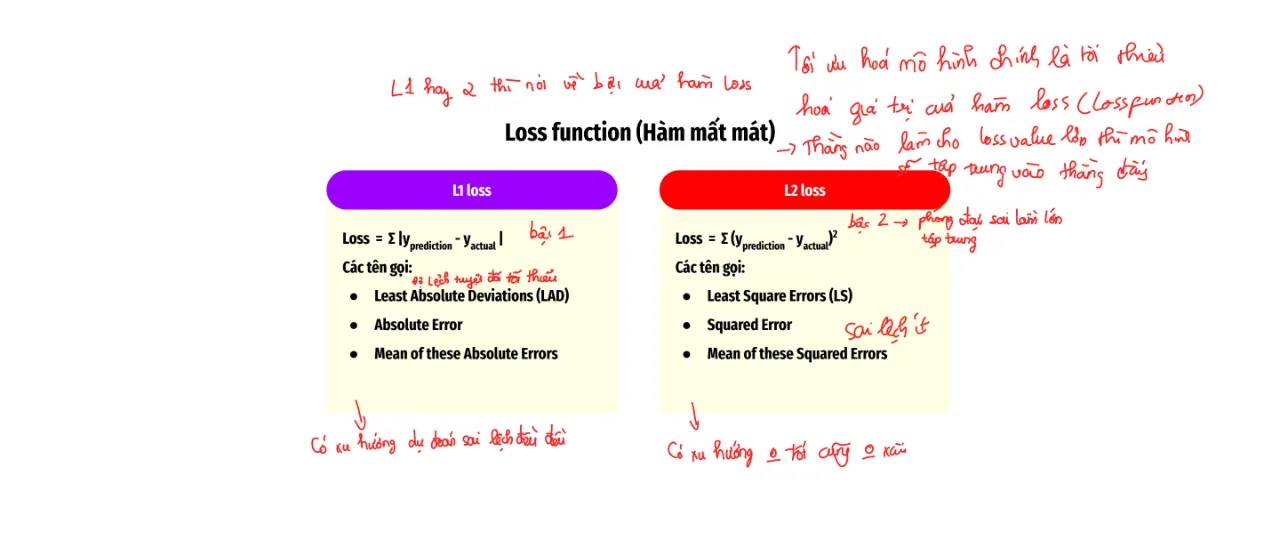 L1 hay 2 thì nói về bậc của hàm loss
Tối ưu hoá mô hình chính là tối thiểu
hoá giá trị của hàm loss (Loss function)
→ Thằng nào làm cho loss value lớn thì mô hình
sẽ tập trung vào thằng đấy
Loss function (Hàm mất mát)
L1 loss
Loss = Σ |yprediction - yactual |
bậc 1
Các tên gọi:
Độ lệch tuyệt đối tối thiểu
● Least Absolute Deviations (LAD)
● Absolute Error
● Mean of these Absolute Errors
Có xu hướng dự đoán sai lệch đều đều
L2 loss
bậc 2 → phóng đại sai lầm lớn
tập trung
Loss = Σ (yprediction - yactual)²
Các tên gọi:
● Least Square Errors (LS)
● Squared Error
sai lệch ít
● Mean of these Squared Errors
Có xu hướng o tốt cũng o xấu